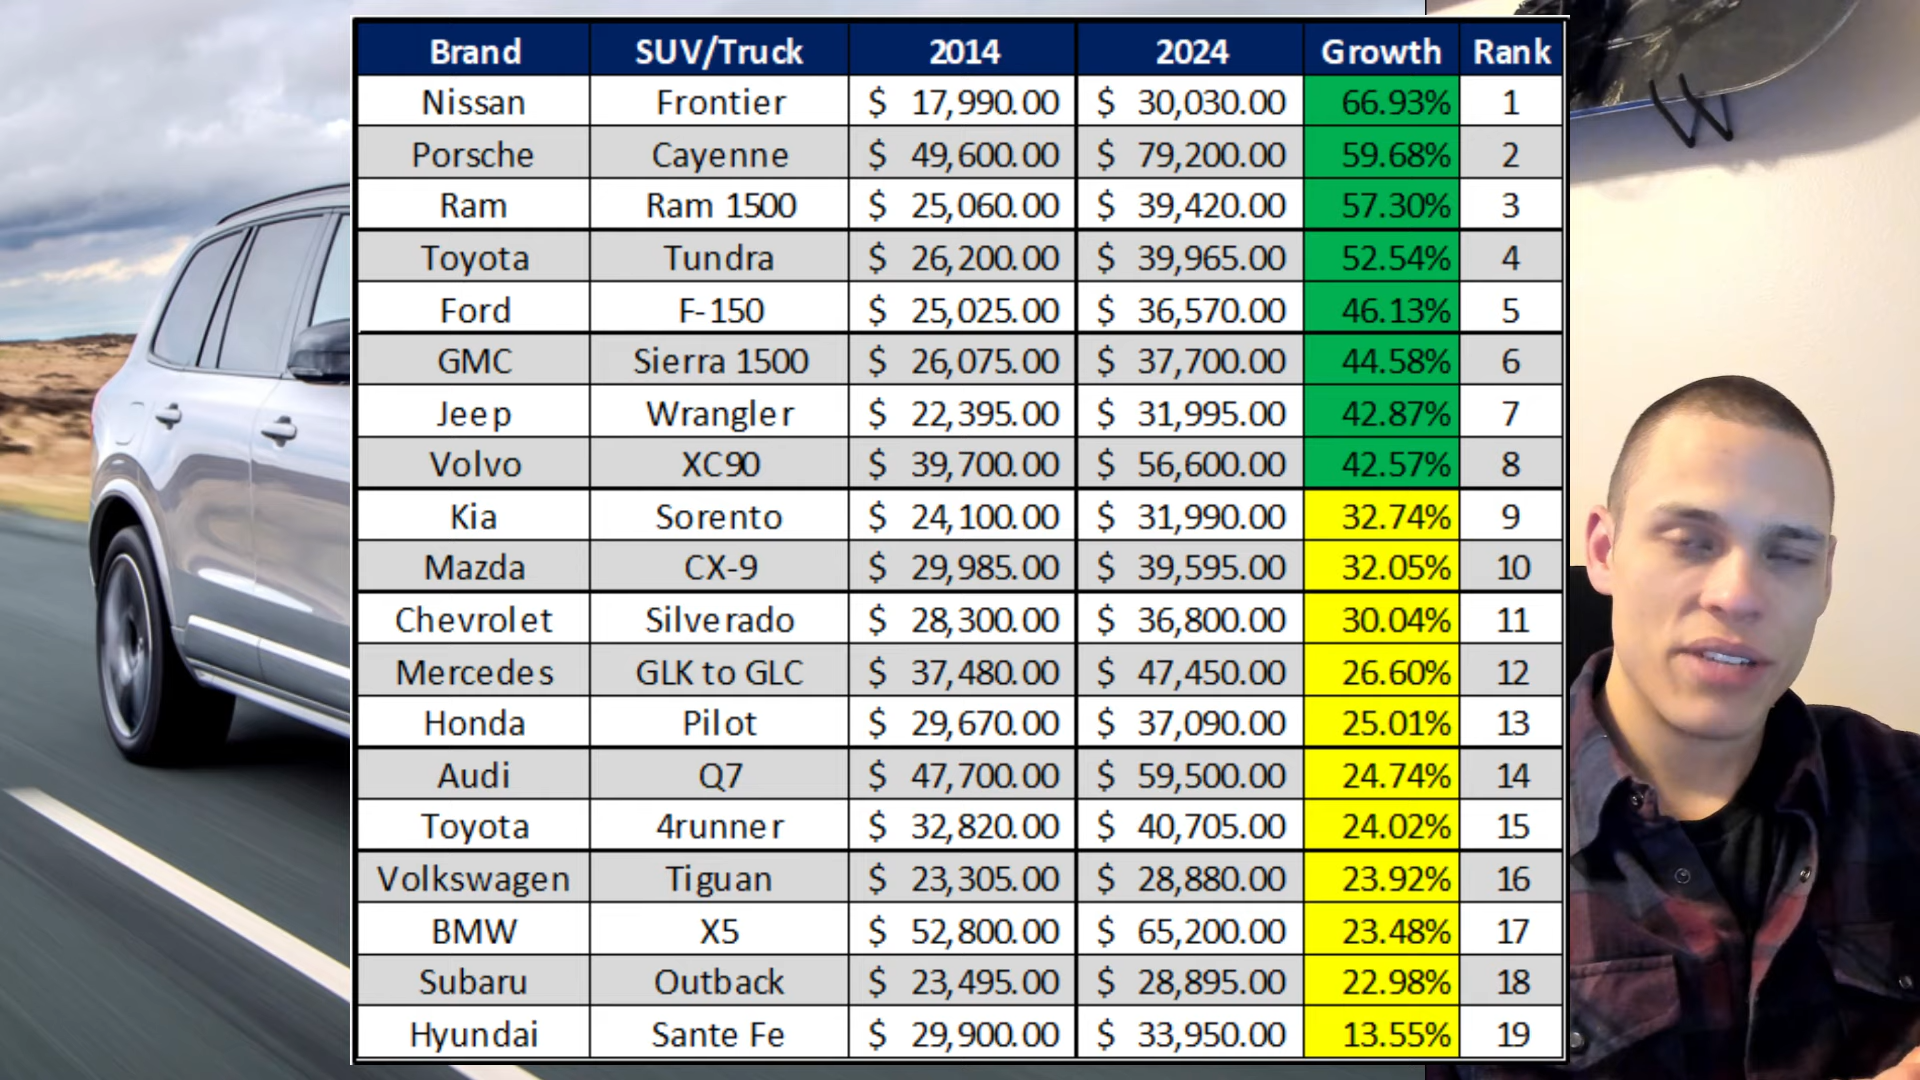 Brand SUV/Truck 2014 2024 Growth Rank
Nissan Frontier $ 17,990.00 $ 30,030.00 66.93% 1
Porsche Cayenne $ 49,600.00 $ 79,200.00 59.68% 2
Ram Ram 1500 $ 25,060.00 $ 39,420.00 57.30% 3
Toyota Tundra $ 26,200.00 $ 39,965.00 52.54% 4
Ford F-150 $ 25,025.00 $ 36,570.00 46.13% 5
GMC Sierra 1500 $ 26,075.00 $ 37,700.00 44.58% 6
Jeep Wrangler $ 22,395.00 $ 31,995.00 42.87% 7
Volvo XC90 $ 39,700.00 $ 56,600.00 42.57% 8
Kia Sorento $ 24,100.00 $ 31,990.00 32.74% 9
Mazda CX-9 $ 29,985.00 $ 39,595.00 32.05% 10
Chevrolet Silverado $ 28,300.00 $ 36,800.00 30.04% 11
Mercedes GLK to GLC $ 37,480.00 $ 47,450.00 26.60% 12
Honda Pilot $ 29,670.00 $ 37,090.00 25.01% 13
Audi Q7 $ 47,700.00 $ 59,500.00 24.74% 14
Toyota 4runner $ 32,820.00 $ 40,705.00 24.02% 15
Volkswagen Tiguan $ 23,305.00 $ 28,880.00 23.92% 16
BMW X5 $ 52,800.00 $ 65,200.00 23.48% 17
Subaru Outback $ 23,495.00 $ 28,895.00 22.98% 18
Hyundai Sante Fe $ 29,900.00 $ 33,950.00 13.55% 19